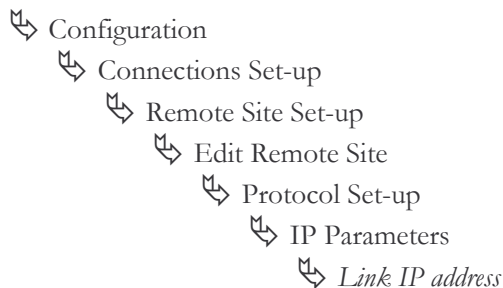 Configuration
Connections Set-up
Remote Site Set-up
Edit Remote Site
Protocol Set-up
IP Parameters
Link IP address